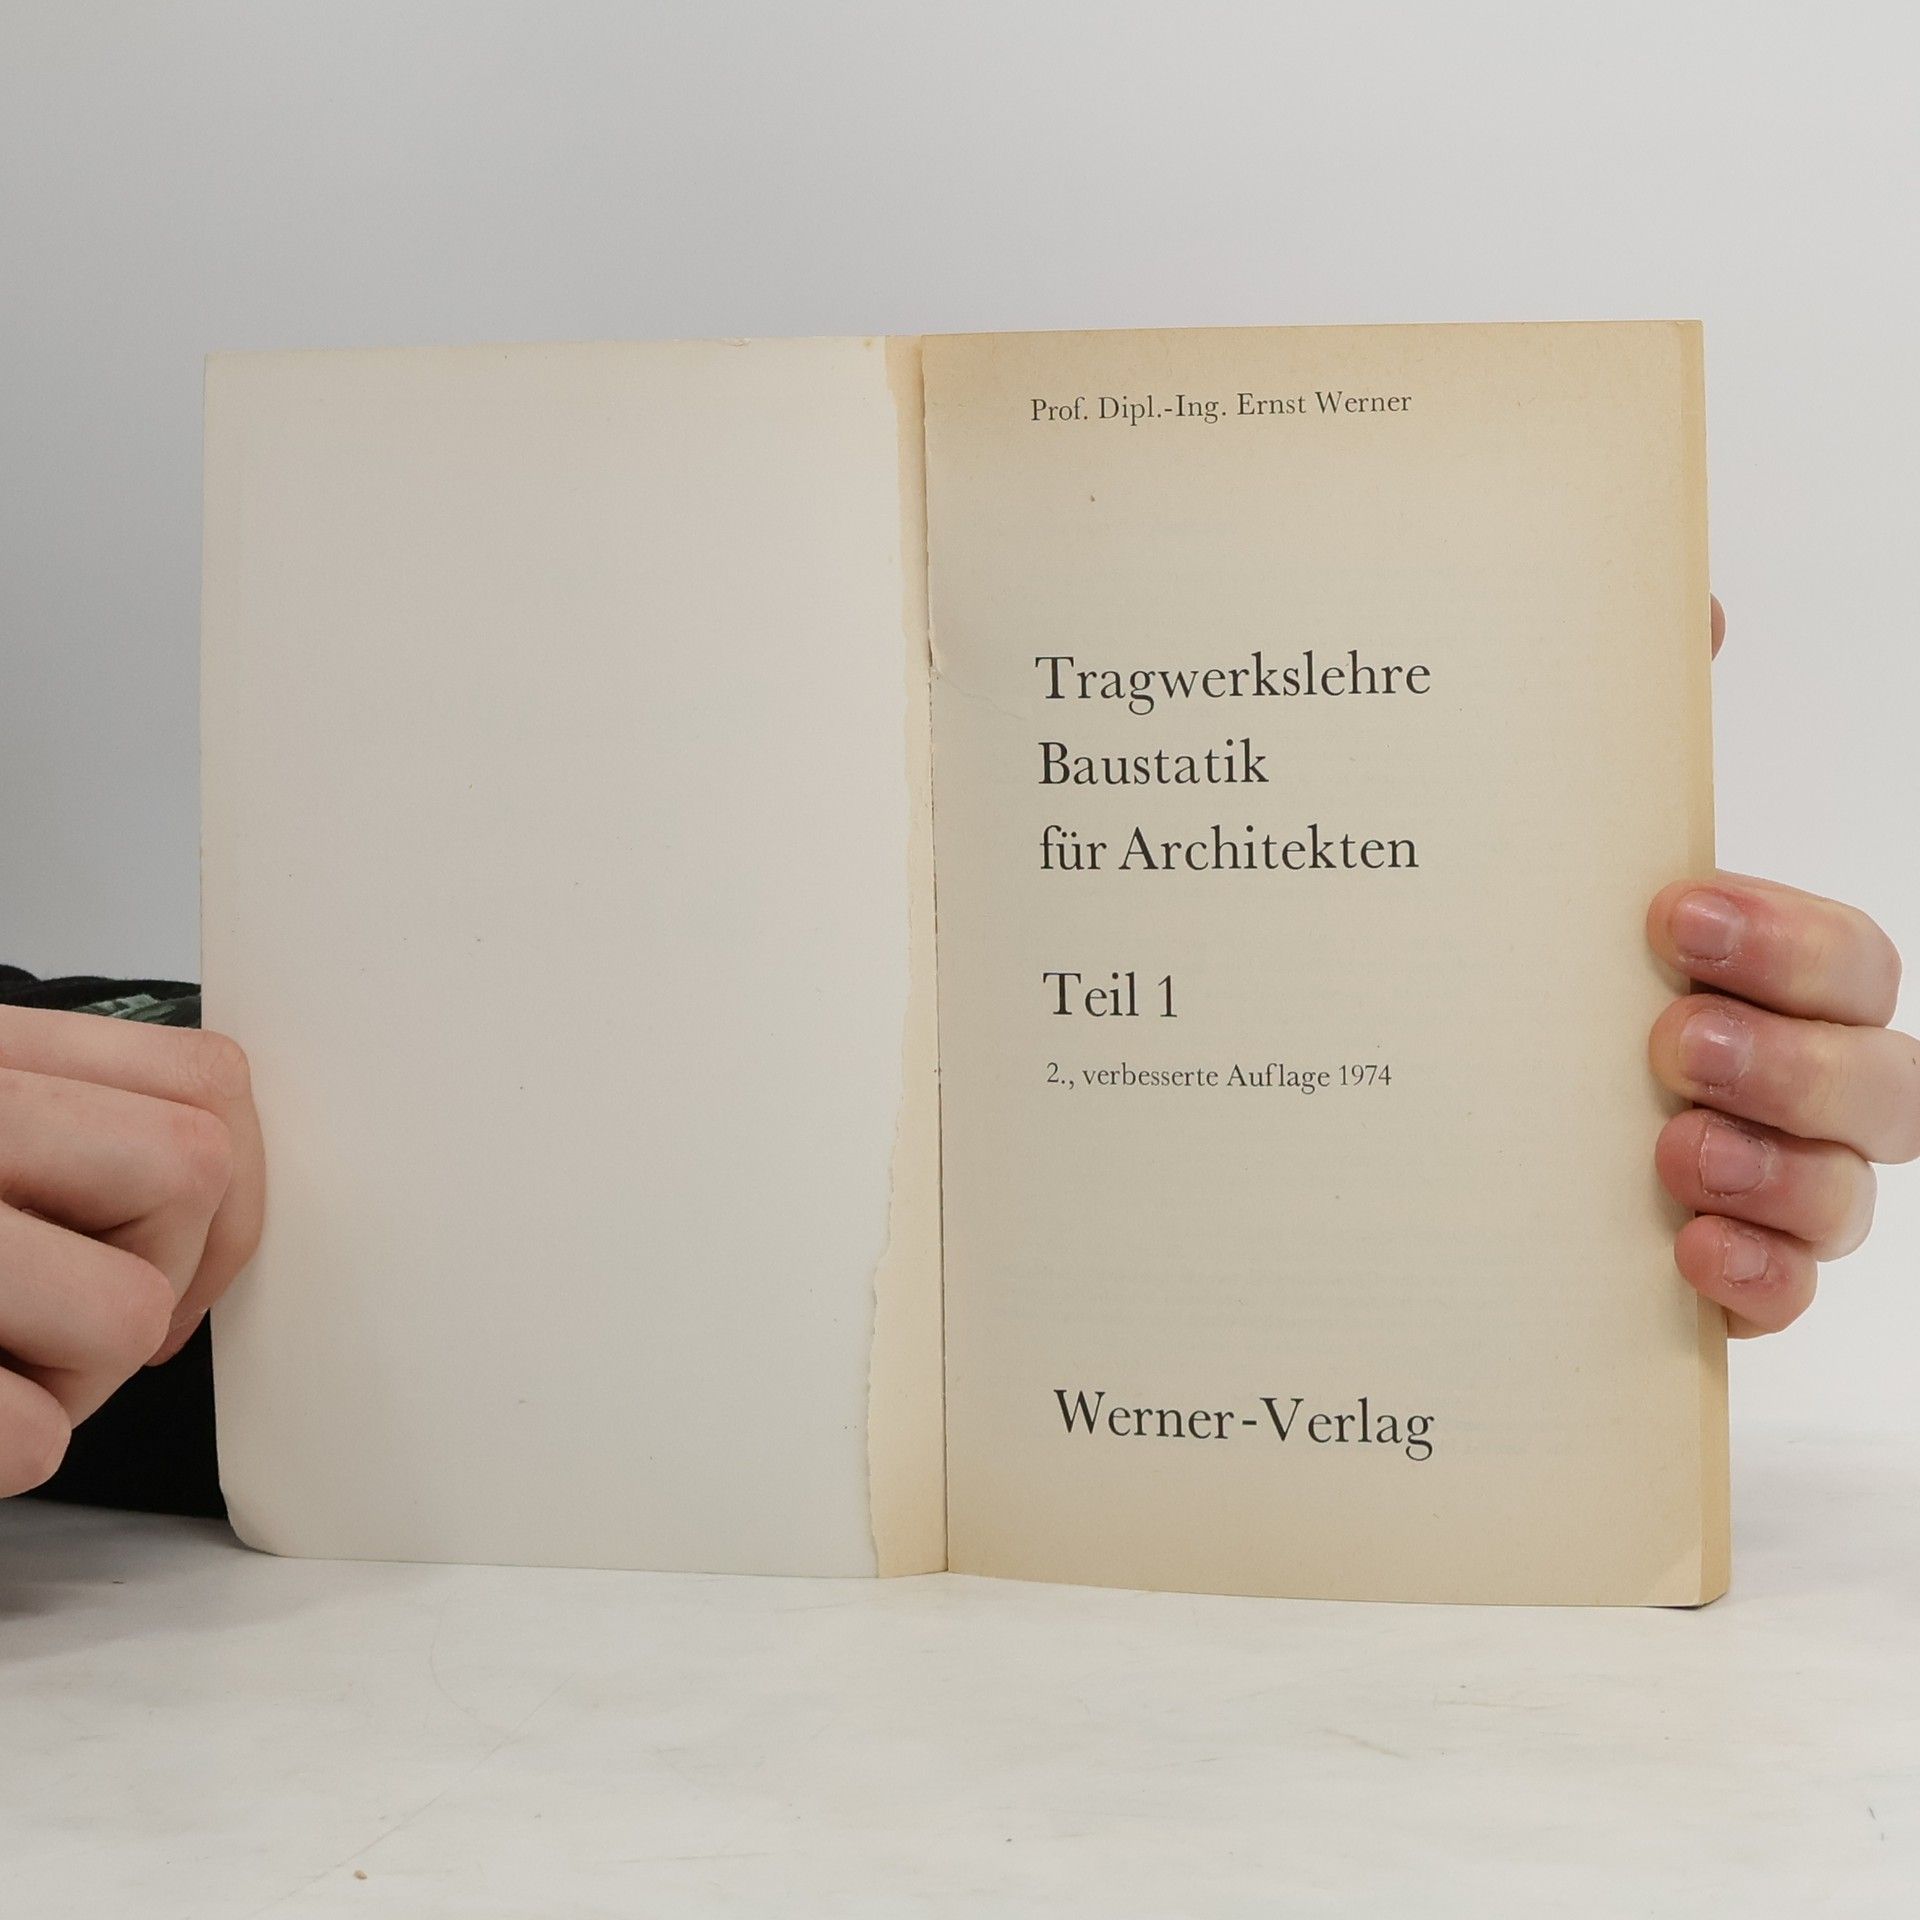 Prof. Dipl.-Ing. Ernst Werner
Tragwerkslehre
Baustatik
für Architekten
Teil 1
2., verbesserte Auflage 1974
Werner-Verlag